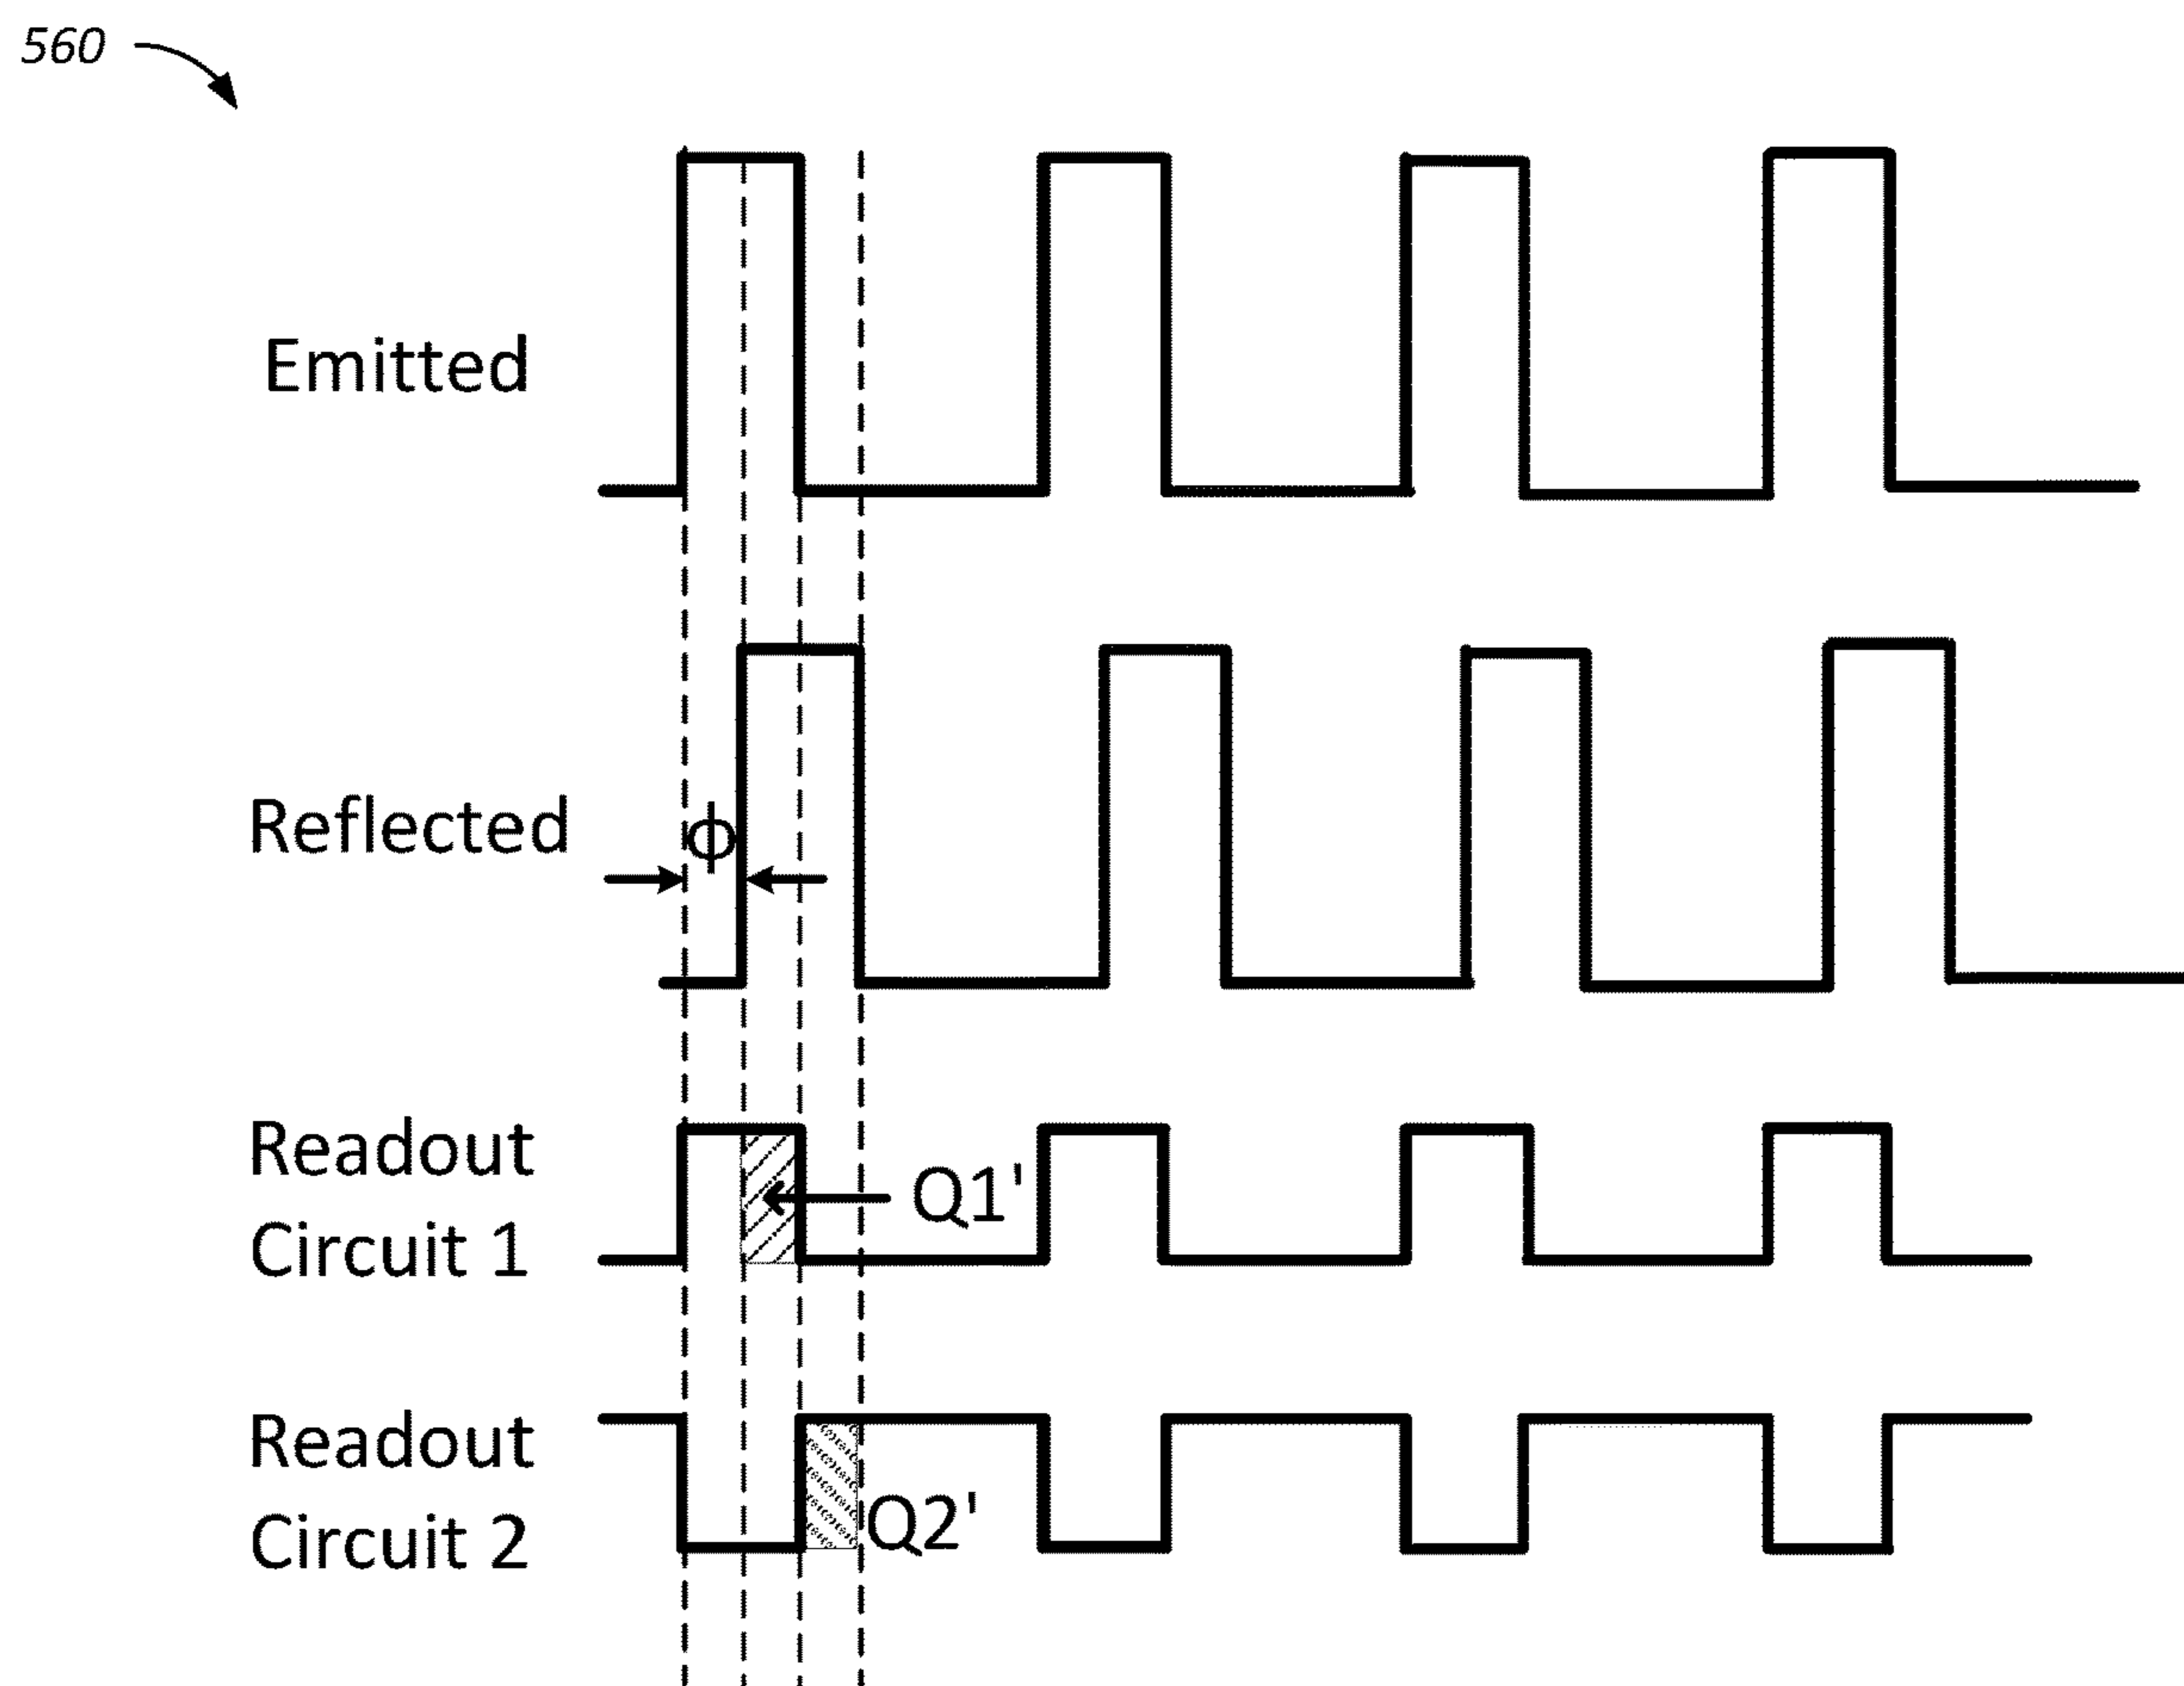 560
Emitted
Reflected
ϕ
Readout
Circuit 1
Q1'
Readout
Circuit 2
Q2'